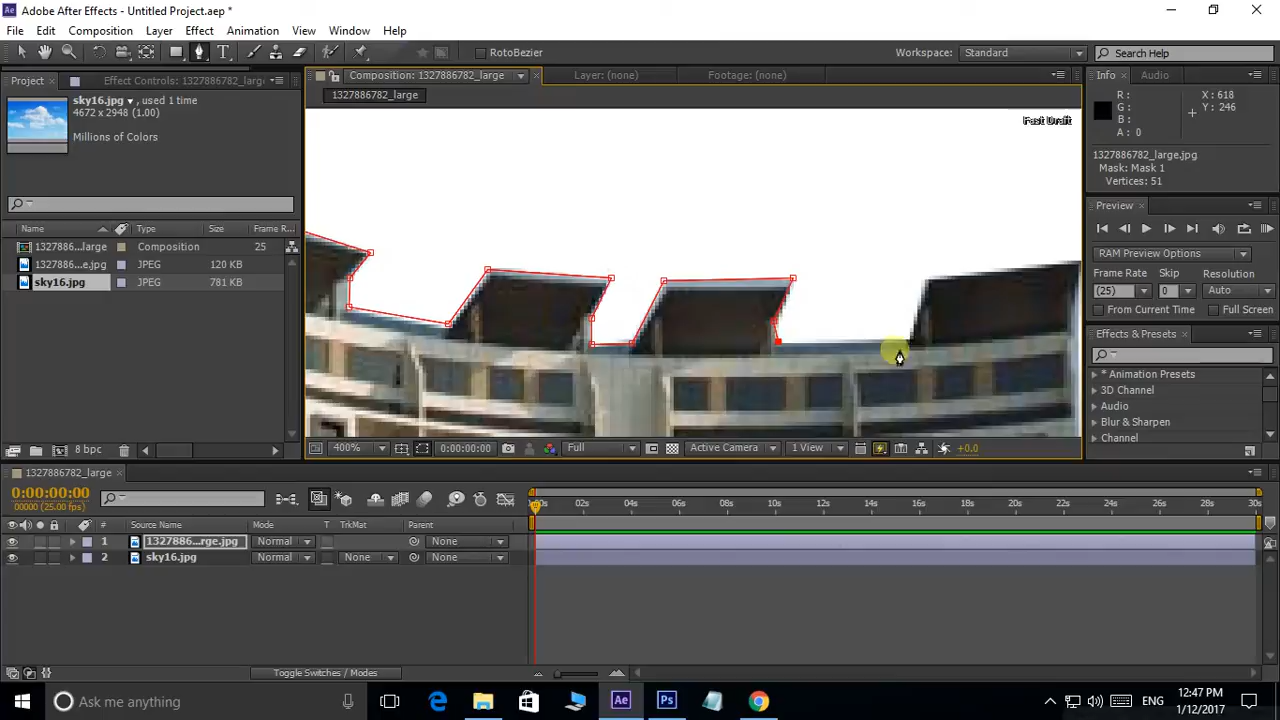 Adobe After Effects - Untitled Project.aep *
File Edit Composition Layer Effect Animation View Window Help
RotoBezier
Workspace: Standard
Search Help
Project
Effect Controls: 1327886782_larg
sky16.jpg ▾, used 1 time
4672 x 2948 (1.00)
Millions of Colors
Name Type Size Frame R...
1327886...large Composition 25
1327886...e.jpg JPEG 120 KB
sky16.jpg JPEG 781 KB
8 bpc
Composition: 1327886782_large
Layer: (none)
Footage: (none)
1327886782_large
Fast Draft
400%
0:00:00:00
Full
Active Camera
1 View
+0.0
Info Audio
R :
G :
B :
A : 0
X : 618
Y : 246
1327886782_large.jpg
Mask: Mask 1
Vertices: 51
Preview
RAM Preview Options
Frame Rate Skip Resolution
(25) 0 Auto
From Current Time Full Screen
Effects & Presets
* Animation Presets
3D Channel
Audio
Blur & Sharpen
Channel
1327886782_large
0:00:00:00
00000 (25.00 fps)
02s 04s 06s 08s 10s 12s 14s 16s 18s 20s 22s 24s 26s 28s 30s
# Source Name Mode T TrkMat Parent
1 1327886...rge.jpg Normal None
2 sky16.jpg Normal None None
Toggle Switches / Modes
Ask me anything
ENG
12:47 PM
1/12/2017